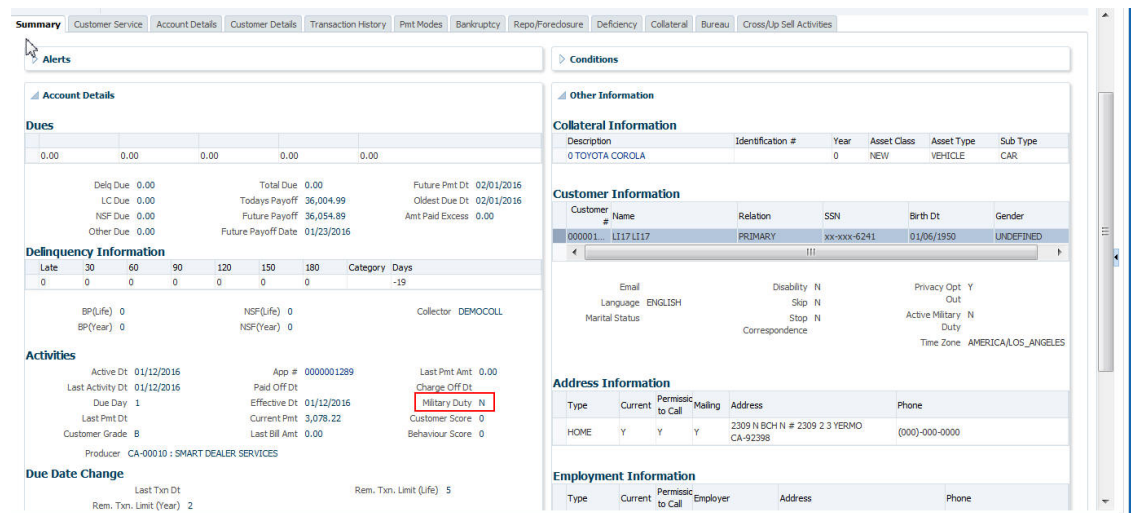 Summary Customer Service Account Details Customer Details Transaction History Pmt Modes Bankruptcy Repo/Foreclosure Deficiency Collateral Bureau Cross/Up Sell Activities
Alerts
Account Details
Dues
0.00 0.00 0.00 0.00 0.00
Delq Due 0.00 Total Due 0.00 Future Pmt Dt 02/01/2016
LC Due 0.00 Todays Payoff 36,004.99 Oldest Due Dt 02/01/2016
NSF Due 0.00 Future Payoff 36,054.89 Amt Paid Excess 0.00
Other Due 0.00 Future Payoff Date 01/23/2016
Delinquency Information
Late 30 60 90 120 150 180 Category Days
0 0 0 0 0 0 0 -19
BP(Life) 0 NSF(Life) 0 Collector DEMOCOLL
BP(Year) 0 NSF(Year) 0
Activities
Active Dt 01/12/2016 App # 0000001289 Last Pmt Amt 0.00
Last Activity Dt 01/12/2016 Paid Off Dt Charge Off Dt
Due Day 1 Effective Dt 01/12/2016 Military Duty N
Last Pmt Dt Current Pmt 3,078.22 Customer Score 0
Customer Grade B Last Bill Amt 0.00 Behaviour Score 0
Producer CA-00010 : SMART DEALER SERVICES
Due Date Change
Last Txn Dt Rem. Txn. Limit (Life) 5
Rem. Txn. Limit (Year) 2
Conditions
Other Information
Collateral Information
Description Identification # Year Asset Class Asset Type Sub Type
0 TOYOTA COROLA 0 NEW VEHICLE CAR
Customer Information
Customer # Name Relation SSN Birth Dt Gender
000001... LI17 LI17 PRIMARY xx-xxx-6241 01/06/1950 UNDEFINED
Email Disability N Privacy Opt Y
Out
Language ENGLISH Skip N
Marital Status Stop N Active Military N
Correspondence Duty
Time Zone AMERICA/LOS_ANGELES
Address Information
Type Current Permissic to Call Mailing Address Phone
HOME Y Y Y 2309 N BCH N # 2309 2 3 YERMO (000)-000-0000
CA-92398
Employment Information
Type Current Permissic to Call Employer Address Phone